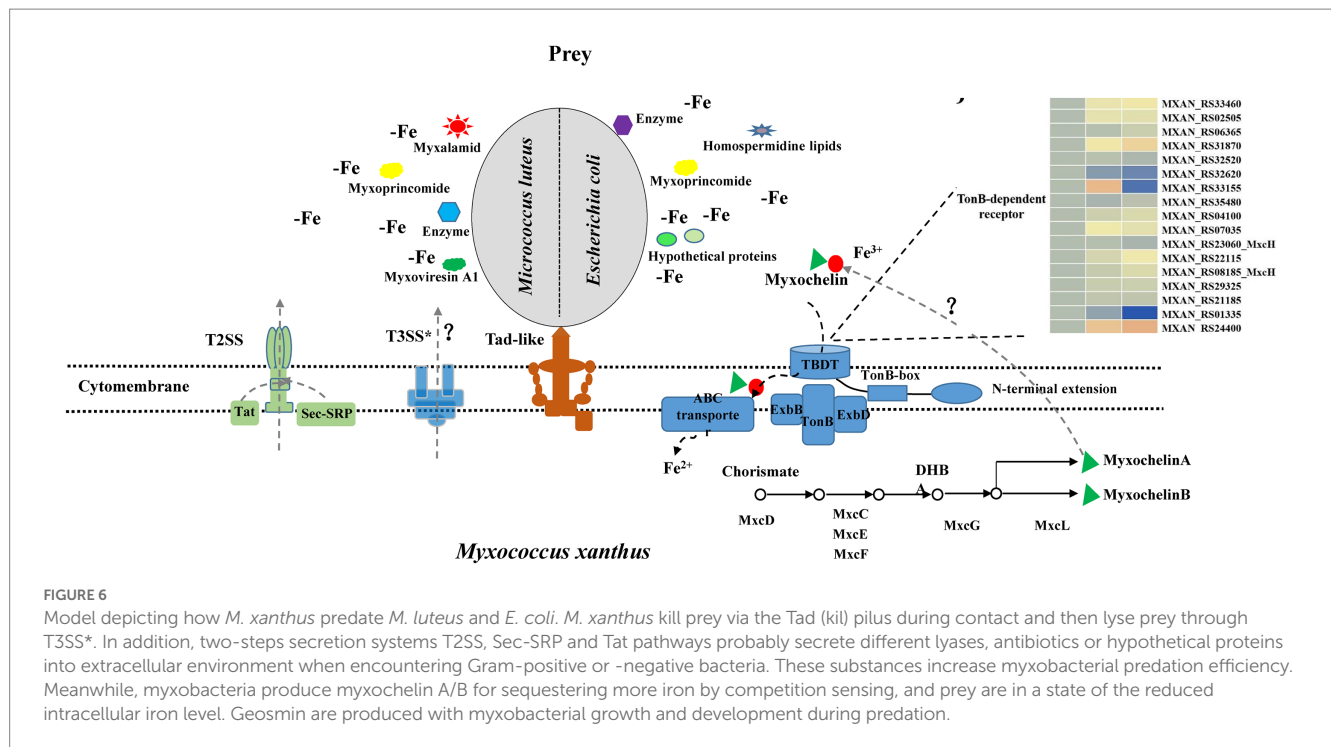 Prey
-Fe
Enzyme
-Fe
Myxalamid
Homospermidine lipids
-Fe
Myxoprincomide
Myxoprincomide
-Fe
-Fe
-Fe
Enzyme
-Fe
-Fe
-Fe
Hypothetical proteins
-Fe
Myxoviresin A1
-Fe
Micrococcus luteus
Escherichia coli
MXAN_RS33460
MXAN_RS02505
MXAN_RS06365
MXAN_RS31870
MXAN_RS32520
MXAN_RS32620
MXAN_RS33155
MXAN_RS35480
MXAN_RS04100
MXAN_RS07035
MXAN_RS23060_MxcH
MXAN_RS22115
MXAN_RS08185_MxcH
MXAN_RS29325
MXAN_RS21185
MXAN_RS01335
MXAN_RS24400
TonB-dependent
receptor
Fe3+
Myxochelin
?
T2SS
T3SS*
?
Tad-like
Cytomembrane
TBDT
TonB-box
N-terminal extension
Tat
Sec-SRP
ABC
transporte
r
ExbB
TonB
ExbD
Fe2+
Chorismate
DHB
A
MyxochelinA
MyxochelinB
MxcD
MxcC
MxcE
MxcF
MxcG
MxcL
Myxococcus xanthus
FIGURE 6
Model depicting how M. xanthus predate M. luteus and E. coli. M. xanthus kill prey via the Tad (kil) pilus during contact and then lyse prey through
T3SS*. In addition, two-steps secretion systems T2SS, Sec-SRP and Tat pathways probably secrete different lyases, antibiotics or hypothetical proteins
into extracellular environment when encountering Gram-positive or -negative bacteria. These substances increase myxobacterial predation efficiency.
Meanwhile, myxobacteria produce myxochelin A/B for sequestering more iron by competition sensing, and prey are in a state of the reduced
intracellular iron level. Geosmin are produced with myxobacterial growth and development during predation.